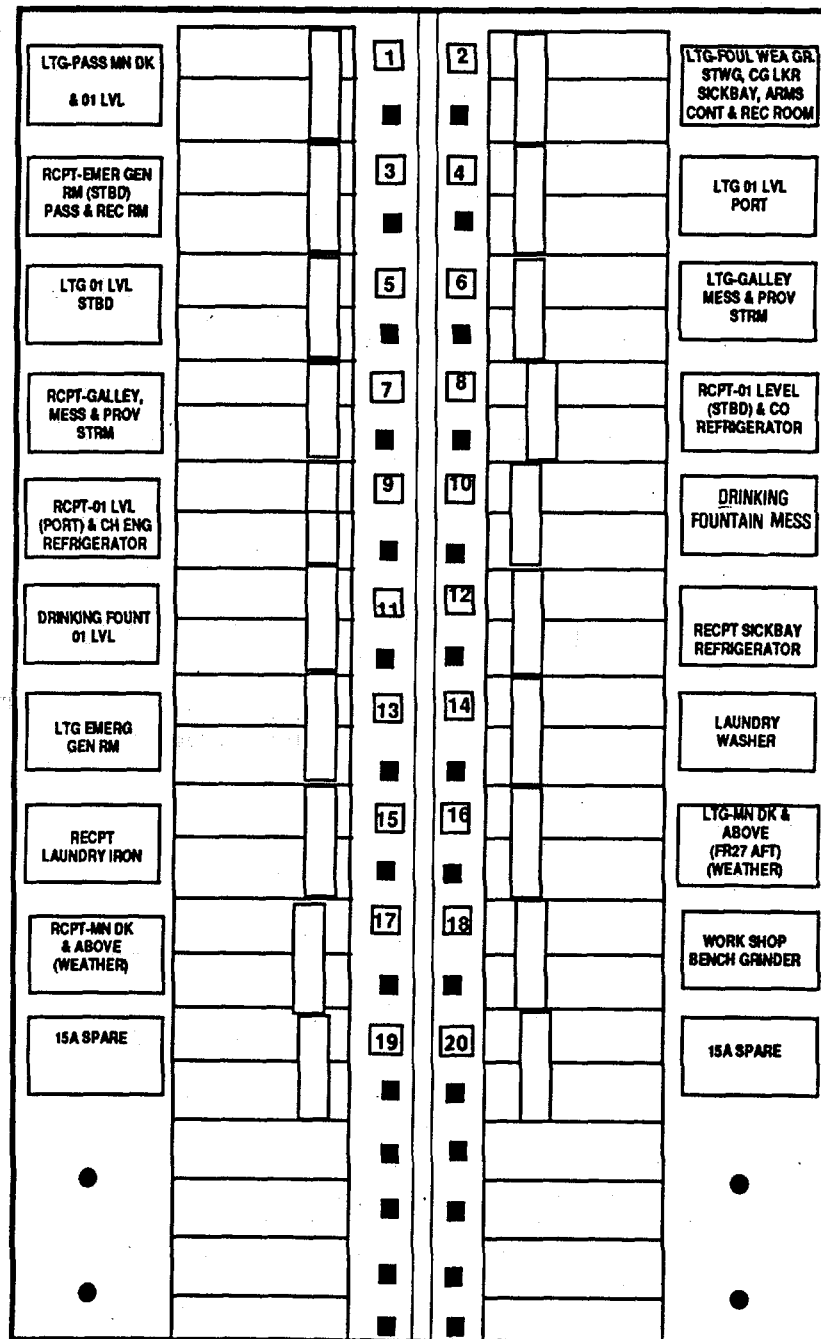 LTG-PASS MN DK
& 01 LVL
1
2
LTG-FOUL WEA GR.
STWG, CG LKR
SICKBAY, ARMS
CONT & REC ROOM
RCPT-EMER GEN
RM (STBD)
PASS & REC RM
3
4
LTG 01 LVL
PORT
LTG 01 LVL
STBD
5
6
LTG-GALLEY
MESS & PROV
STRM
RCPT-GALLEY,
MESS & PROV
STRM
7
8
RCPT-01 LEVEL
(STBD) & CO
REFRIGERATOR
RCPT-01 LVL
(PORT) & CH ENG
REFRIGERATOR
9
10
DRINKING
FOUNTAIN MESS
DRINKING FOUNT
01 LVL
11
12
RECPT SICKBAY
REFRIGERATOR
LTG EMERG
GEN RM
13
14
LAUNDRY
WASHER
RECPT
LAUNDRY IRON
15
16
LTG-MN DK &
ABOVE
(FR27 AFT)
(WEATHER)
RCPT-MN DK
& ABOVE
(WEATHER)
17
18
WORK SHOP
BENCH GRINDER
15A SPARE
19
20
15A SPARE